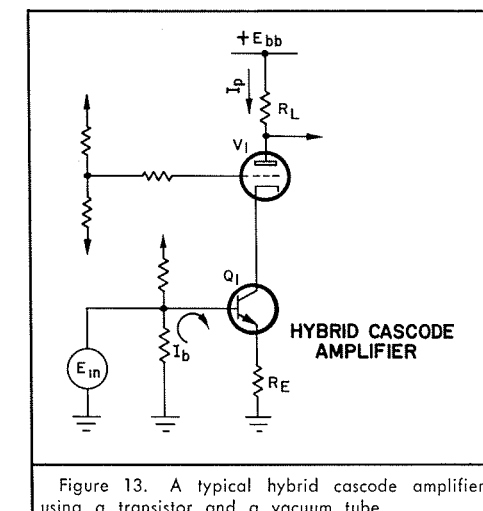 +Ebb
Ip
RL
V1
Q1
HYBRID CASCODE
AMPLIFIER
Ib
Ein
RE
Figure 13. A typical hybrid cascode amplifier
using a transistor and a vacuum tube